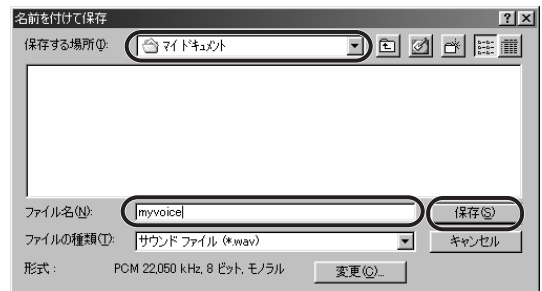 名前を付けて保存
保存する場所(I): マイ ドキュメント
ファイル名(N): myvoice 保存(S)
ファイルの種類(T): サウンド ファイル (*.wav) キャンセル
形式 : PCM 22,050 kHz, 8 ビット, モノラル 変更(C)...